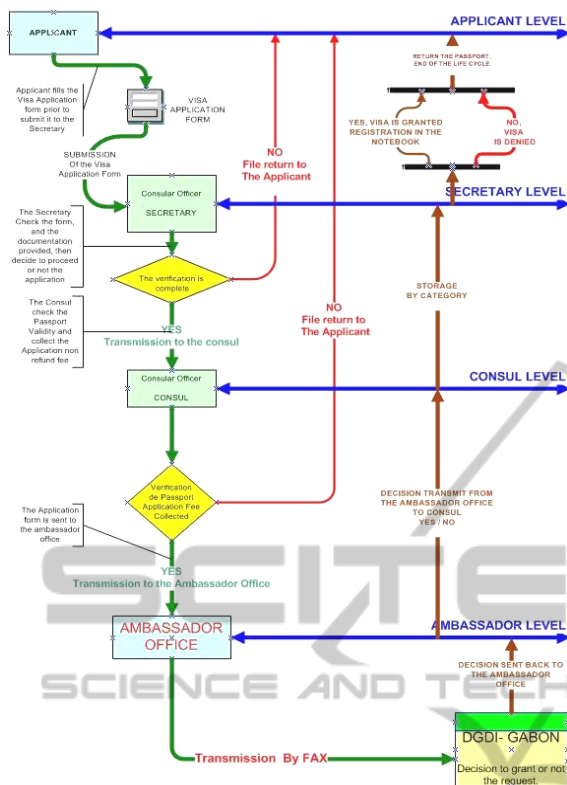 APPLICANT LEVEL
APPLICANT
RETURN THE PASSPORT,
END OF THE LIFE CYCLE
Applicant fills the
Visa Application
form prior to
submit it to the
Secretary
VISA
APPLICATION
FORM
YES, VISA IS GRANTED
REGISTRATION IN THE
NOTEBOOK
NO,
VISA
IS DENIED
SUBMISSION
Of the Visa
Application Form
NO
File return to
The Applicant
Consular Officer
SECRETARY
SECRETARY LEVEL
The Secretary
Check the form,
and the
documentation
provided, then
decide to proceed
or not the
application
The verification is
complete
STORAGE
BY CATEGORY
The Consul
check the
Passport
Validity and
collect the
Application non
refund fee
NO
File return to
The Applicant
YES
Transmission to the consul
Consular Officer
CONSUL
CONSUL LEVEL
Verification
de Passport
Application Fee
Collected
DECISION TRANSMIT FROM
THE AMBASSADOR OFFICE
TO CONSUL
YES / NO
The Application
form is sent to
the ambassador
office
YES
Transmission to the Ambassador Office
SCITE
AMBASSADOR
OFFICE
AMBASSADOR LEVEL
DECISION SENT BACK TO
THE AMBASSADOR
OFFICE
SCIENCE AND TECH
DGDI- GABON
Transmission By FAX
Decision to grant or not
the request.